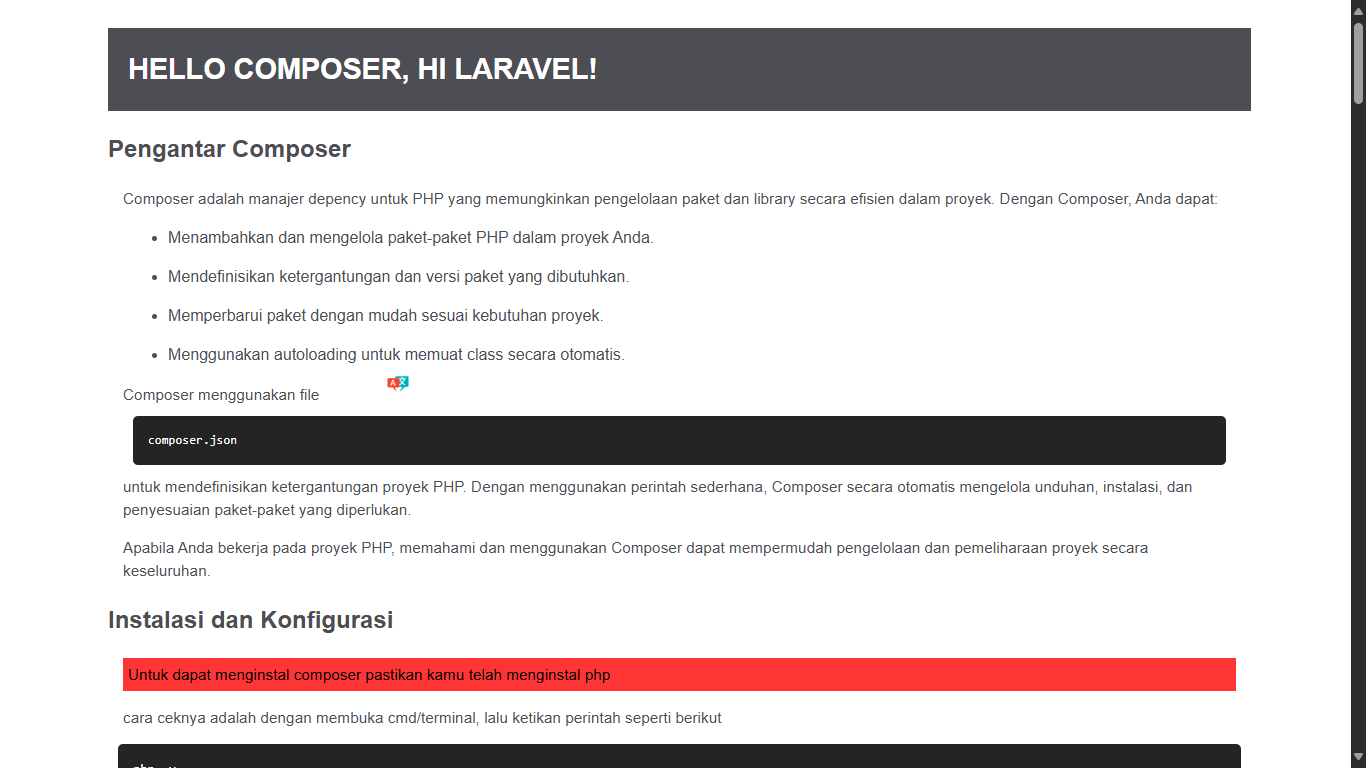 HELLO COMPOSER, HI LARAVEL!
Pengantar Composer
Composer adalah manajer depency untuk PHP yang memungkinkan pengelolaan paket dan library secara efisien dalam proyek. Dengan Composer, Anda dapat:
• Menambahkan dan mengelola paket-paket PHP dalam proyek Anda.
• Mendefinisikan ketergantungan dan versi paket yang dibutuhkan.
• Memperbarui paket dengan mudah sesuai kebutuhan proyek.
• Menggunakan autoloading untuk memuat class secara otomatis.
Composer menggunakan file
composer.json
untuk mendefinisikan ketergantungan proyek PHP. Dengan menggunakan perintah sederhana, Composer secara otomatis mengelola unduhan, instalasi, dan
penyesuaian paket-paket yang diperlukan.
Apabila Anda bekerja pada proyek PHP, memahami dan menggunakan Composer dapat mempermudah pengelolaan dan pemeliharaan proyek secara
keseluruhan.
Instalasi dan Konfigurasi
Untuk dapat menginstal composer pastikan kamu telah menginstal php
cara ceknya adalah dengan membuka cmd/terminal, lalu ketikan perintah seperti berikut